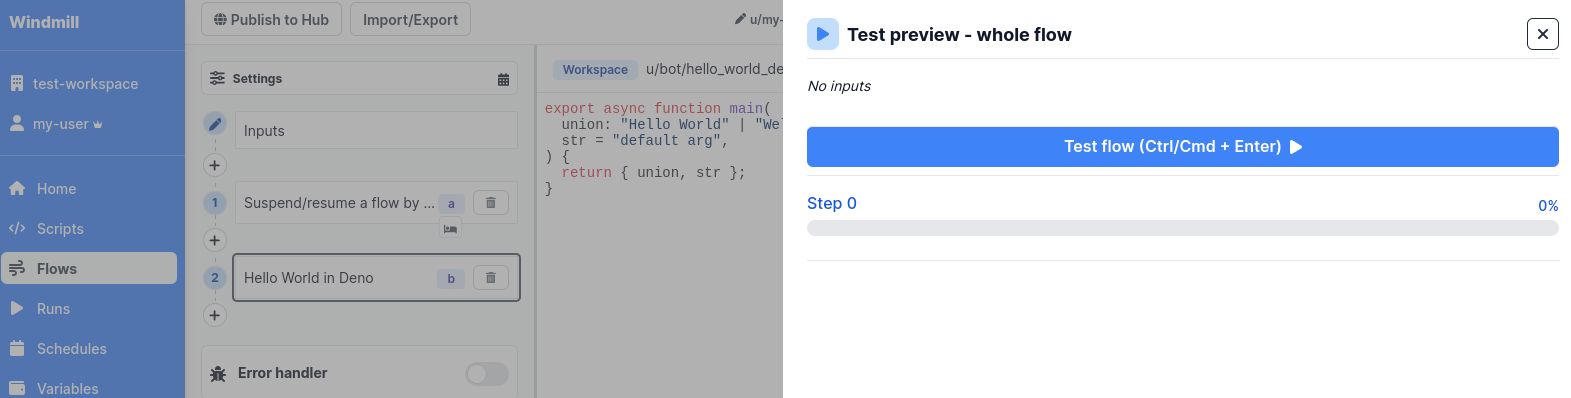 Windmill
test-workspace
my-user
Home
Scripts
Flows
Runs
Schedules
Variables
Publish to Hub
Import/Export
u/my-
Settings
Inputs
1
Suspend/resume a flow by ...
a
2
Hello World in Deno
b
Error handler
Workspace
u/bot/hello_world_de
export async function main(
union: "Hello World" | "Wel
str = "default arg",
) {
return { union, str };
}
Test preview - whole flow
No inputs
Test flow (Ctrl/Cmd + Enter)
Step 0
0%